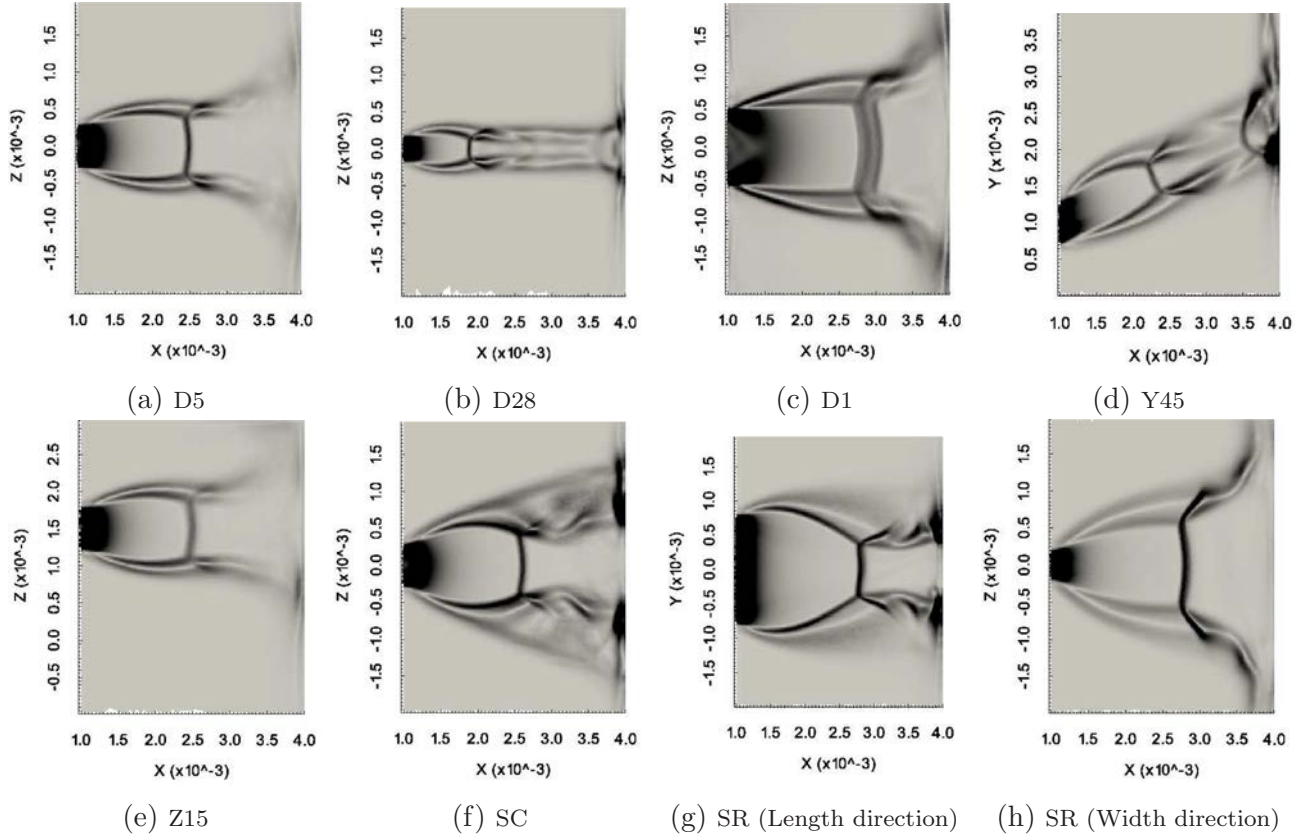 Z (x10^-3)
-1.5 -1.0 -0.5 0.0 0.5 1.0 1.5
1.0 1.5 2.0 2.5 3.0 3.5 4.0
X (x10^-3)
(a) D5
Z (x10^-3)
-1.5 -1.0 -0.5 0.0 0.5 1.0 1.5
1.0 1.5 2.0 2.5 3.0 3.5 4.0
X (x10^-3)
(b) D28
Z (x10^-3)
-1.5 -1.0 -0.5 0.0 0.5 1.0 1.5
1.0 1.5 2.0 2.5 3.0 3.5 4.0
X (x10^-3)
(c) D1
Y (x10^-3)
0.5 1.0 1.5 2.0 2.5 3.0 3.5
1.0 1.5 2.0 2.5 3.0 3.5 4.0
X (x10^-3)
(d) Y45
Z (x10^-3)
-0.5 0.0 0.5 1.0 1.5 2.0 2.5
1.0 1.5 2.0 2.5 3.0 3.5 4.0
X (x10^-3)
(e) Z15
Z (x10^-3)
-1.5 -1.0 -0.5 0.0 0.5 1.0 1.5
1.0 1.5 2.0 2.5 3.0 3.5 4.0
X (x10^-3)
(f) SC
Y (x10^-3)
-1.5 -1.0 -0.5 0.0 0.5 1.0 1.5
1.0 1.5 2.0 2.5 3.0 3.5 4.0
X (x10^-3)
(g) SR (Length direction)
Z (x10^-3)
-1.5 -1.0 -0.5 0.0 0.5 1.0 1.5
1.0 1.5 2.0 2.5 3.0 3.5 4.0
X (x10^-3)
(h) SR (Width direction)